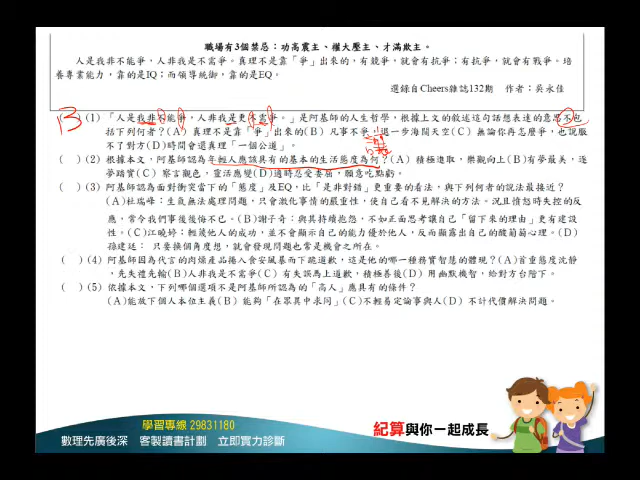 職場有3個禁忌：功高震主、權大壓主、才滿欺主。
人是我非不能爭，人非我是不需爭。真理不是靠「爭」出來的，有競爭，就會有抗爭；有抗爭，就會有戰爭。培
養專業能力，靠的是IQ；而領導統御，靠的是EQ。
選錄自Cheers雜誌132期 作者：吳永佳
B ( )(1)「人是我非不能爭，人非我是更不需爭。」是阿基師的人生哲學，根據上文的敘述這句話想表達的意思不包
括下列何者？(A) 真理不是靠「爭」出來的(B) 凡事不爭，退一步海闊天空(C) 無論你再怎麼爭，也說服
不了對方(D)時間會還真理「一個公道」。
( )(2) 根據本文，阿基師認為年輕人應該具有的基本的生活態度為何？(A) 積極進取，樂觀向上(B)有夢最美，逐
夢踏實(C) 察言觀色，靈活應變(D)適時忍受委屈，願意吃點虧。
( )(3) 阿基師認為面對衝突當下的「態度」及EQ，比「是非對錯」更重要的看法，與下列何者的說法最接近？
(A)杜瑞峰：生氣無法處理問題，只會激化事情的嚴重性，使自己看不見解決的方法。況且憤怒時失控的反
應，常令我們事後後悔不已。(B)謝子奇：與其持續抱怨，不如正面思考讓自己「留下來的理由」更有建設
性。(C)江曉婷：輕蔑他人的成功，並不會顯示自己的能力優於他人，反而顯露出自己的酸葡萄心理。(D)
孫建廷：只要換個角度想，就會發現問題也常是機會之所在。
( )(4) 阿基師因為代言的肉燥產品捲入食安風暴而下跪道歉，這是他的哪一種務實智慧的體現？(A)首重態度沈靜
，先失禮先輸(B)人非我是不需爭(C)有失誤馬上道歉，積極善後(D)用幽默機智，給對方台階下。
( )(5) 依據本文，下列哪個選項不是阿基師所認為的「高人」應具有的條件？
(A)能放下個人本位主義(B)能夠「在眾異中求同」(C)不輕易定論事與人(D)不計代價解決問題。
學習專線 29831180
紀算與你一起成長
數理先廣後深 客製讀書計劃 立即實力診斷